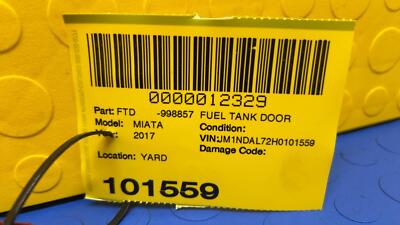 0000012329
Part: FTD -998857 FUEL TANK DOOR
Model: MIATA Condition:
Year: 2017 VIN:JM1NDAL72H0101559
Damage Code:
Location: YARD
101559